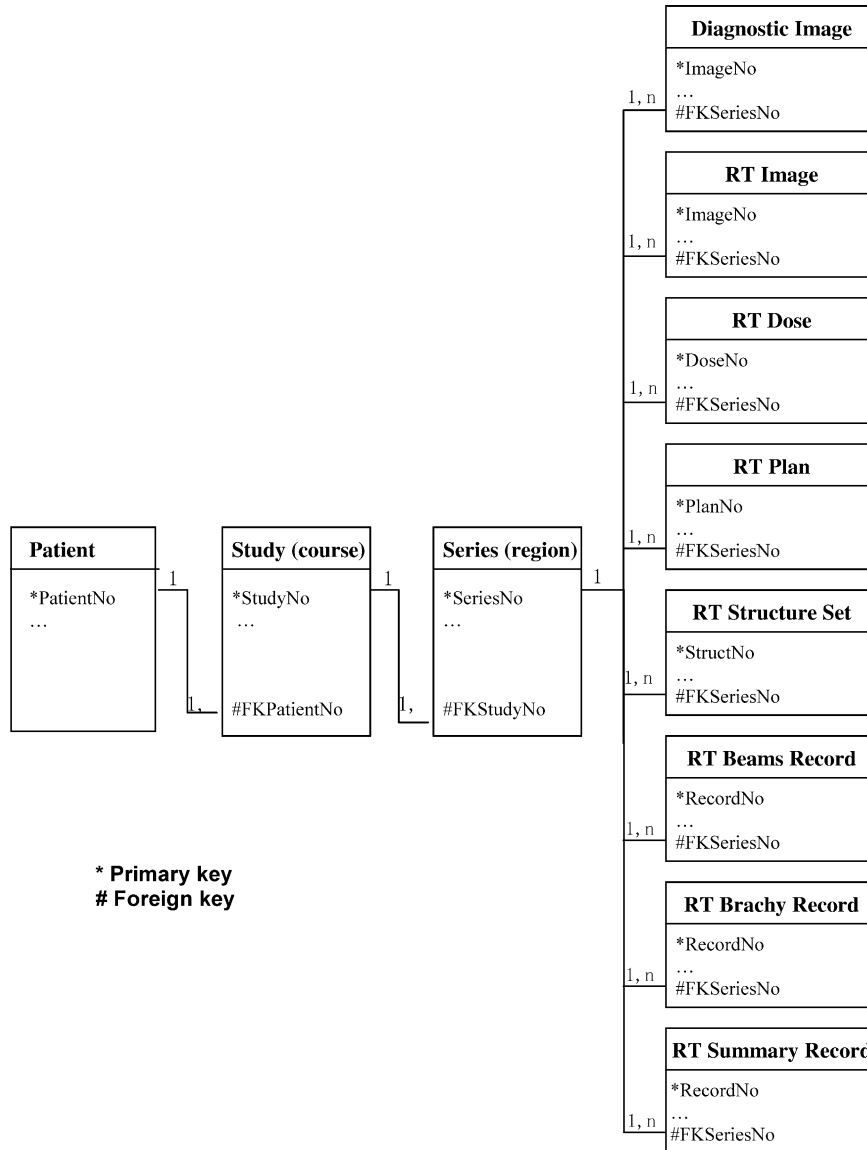 Diagnostic Image
*ImageNo
...
#FKSeriesNo
1,n
RT Image
*ImageNo
...
#FKSeriesNo
1,n
RT Dose
*DoseNo
...
#FKSeriesNo
1,n
RT Plan
*PlanNo
...
#FKSeriesNo
1,n
Patient
*PatientNo
...
1
1,
Study (course)
*StudyNo
...
#FKPatientNo
1
1,
Series (region)
*SeriesNo
...
#FKStudyNo
1
RT Structure Set
*StructNo
...
#FKSeriesNo
1,n
RT Beams Record
*RecordNo
...
#FKSeriesNo
1,n
RT Brachy Record
*RecordNo
...
#FKSeriesNo
1,n
RT Summary Record
*RecordNo
...
#FKSeriesNo
1,n
* Primary key
# Foreign key